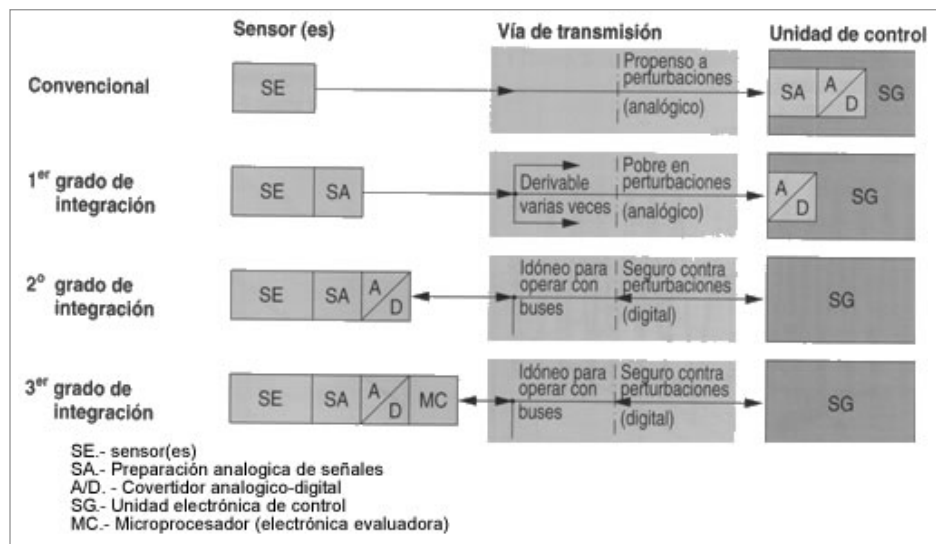 Sensor (es) Vía de transmisión Unidad de control
Convencional
SE
Propenso a
perturbaciones
(analógico)
SA A/D SG
1er grado de
integración
SE SA
Derivable
varias veces
Pobre en
perturbaciones
(analógico)
A/D SG
2º grado de
integración
SE SA A/D
Idóneo para
operar con
buses
Seguro contra
perturbaciones
(digital)
SG
3er grado de
integración
SE SA A/D MC
Idóneo para
operar con
buses
Seguro contra
perturbaciones
(digital)
SG
SE.- sensor(es)
SA.- Preparación analogica de señales
A/D. - Covertidor analogico-digital
SG.- Unidad electrónica de control
MC.- Microprocesador (electrónica evaluadora)